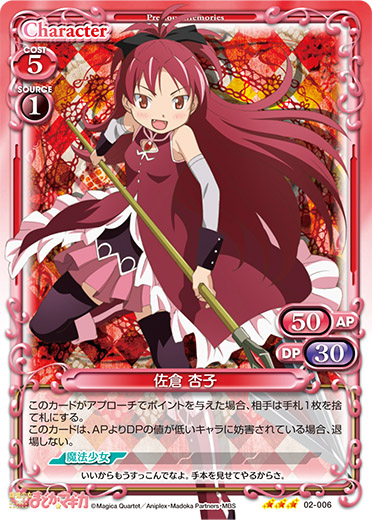 Precious Memories
Character
COST
5
SOURCE
1
50 AP
DP 30
佐倉 杏子
このカードがアプローチでポイントを与えた場合、相手は手札1枚を捨
て札にする。
このカードは、APよりDPの値が低いキャラに妨害されている場合、退
場しない。
魔法少女
いいからもうすっこんでなよ。手本を見せてやるからさ。
まどか☆マギカ
©Magica Quartet／Aniplex・Madoka Partners・MBS
02-006